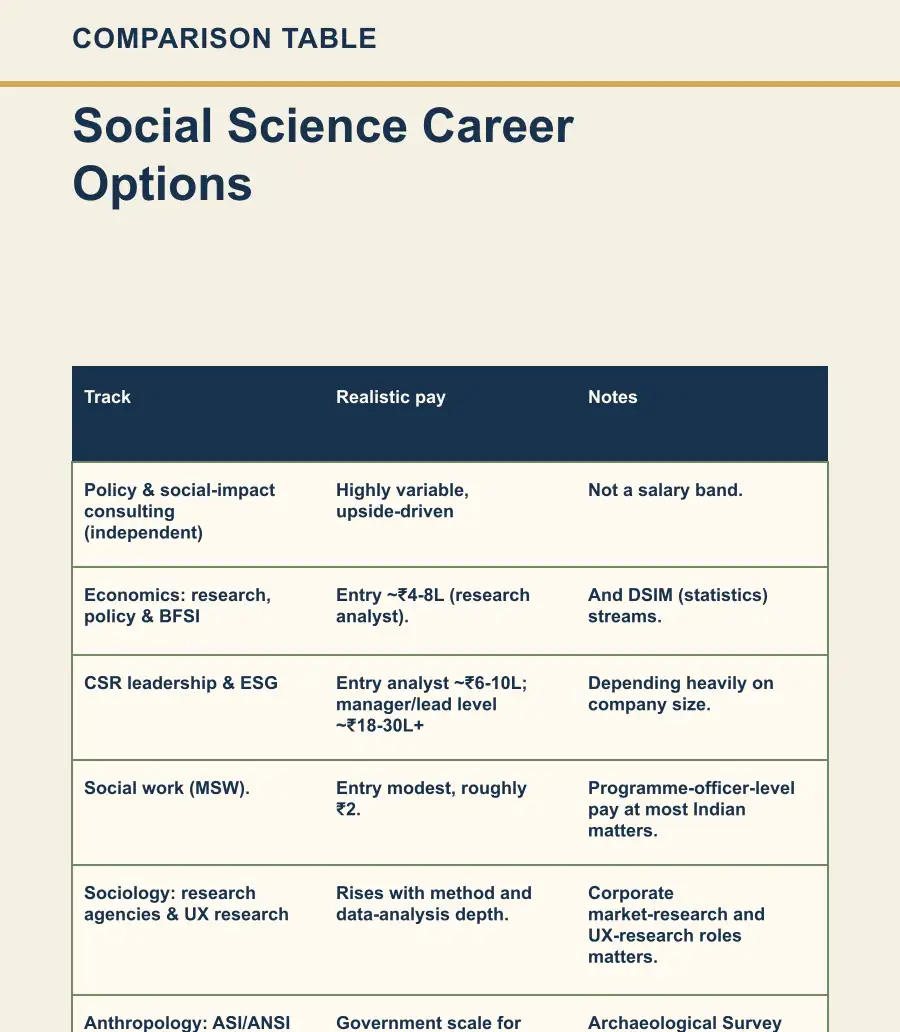 COMPARISON TABLE
Social Science Career
Options
Track
Realistic pay
Notes
Policy & social-impact
consulting
(independent)
Highly variable,
upside-driven
Not a salary band.
Economics: research,
policy & BFSI
Entry ~₹4-8L (research
analyst).
And DSIM (statistics)
streams.
CSR leadership & ESG
Entry analyst ~₹6-10L;
manager/lead level
~₹18-30L+
Depending heavily on
company size.
Social work (MSW).
Entry modest, roughly
₹2.
Programme-officer-level
pay at most Indian
matters.
Sociology: research
agencies & UX research
Rises with method and
data-analysis depth.
Corporate
market-research and
UX-research roles
matters.
Anthropology: ASI/ANSI
Government scale for
Archaeological Survey